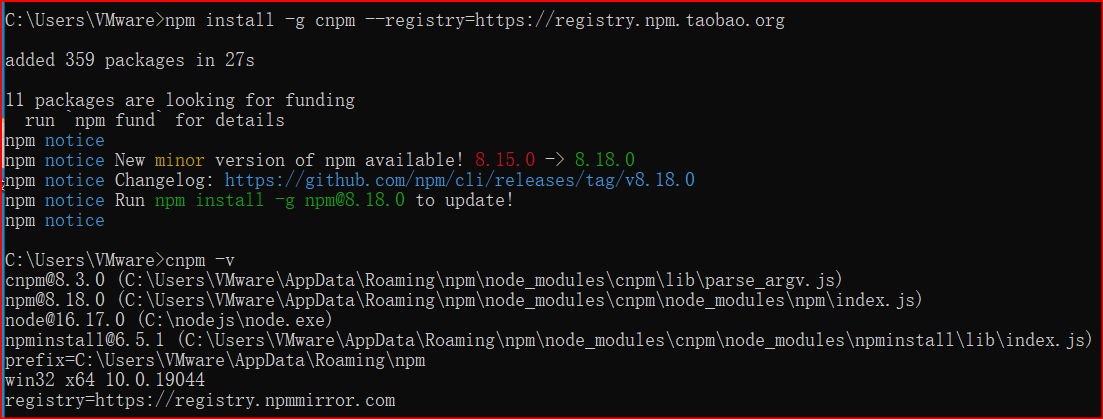 C:\Users\VMware>npm install -g cnpm --registry=https://registry.npm.taobao.org
added 359 packages in 27s
11 packages are looking for funding
run `npm fund` for details
npm notice
npm notice New minor version of npm available! 8.15.0 -> 8.18.0
npm notice Changelog: https://github.com/npm/cli/releases/tag/v8.18.0
npm notice Run npm install -g npm@8.18.0 to update!
npm notice
C:\Users\VMware>cnpm -v
cnpm@8.3.0 (C:\Users\VMware\AppData\Roaming\npm\node_modules\cnpm\lib\parse_argv.js)
npm@8.18.0 (C:\Users\VMware\AppData\Roaming\npm\node_modules\cnpm\node_modules\npm\index.js)
node@16.17.0 (C:\nodejs\node.exe)
npminstall@6.5.1 (C:\Users\VMware\AppData\Roaming\npm\node_modules\cnpm\node_modules\npminstall\lib\index.js)
prefix=C:\Users\VMware\AppData\Roaming\npm
win32 x64 10.0.19044
registry=https://registry.npmmirror.com